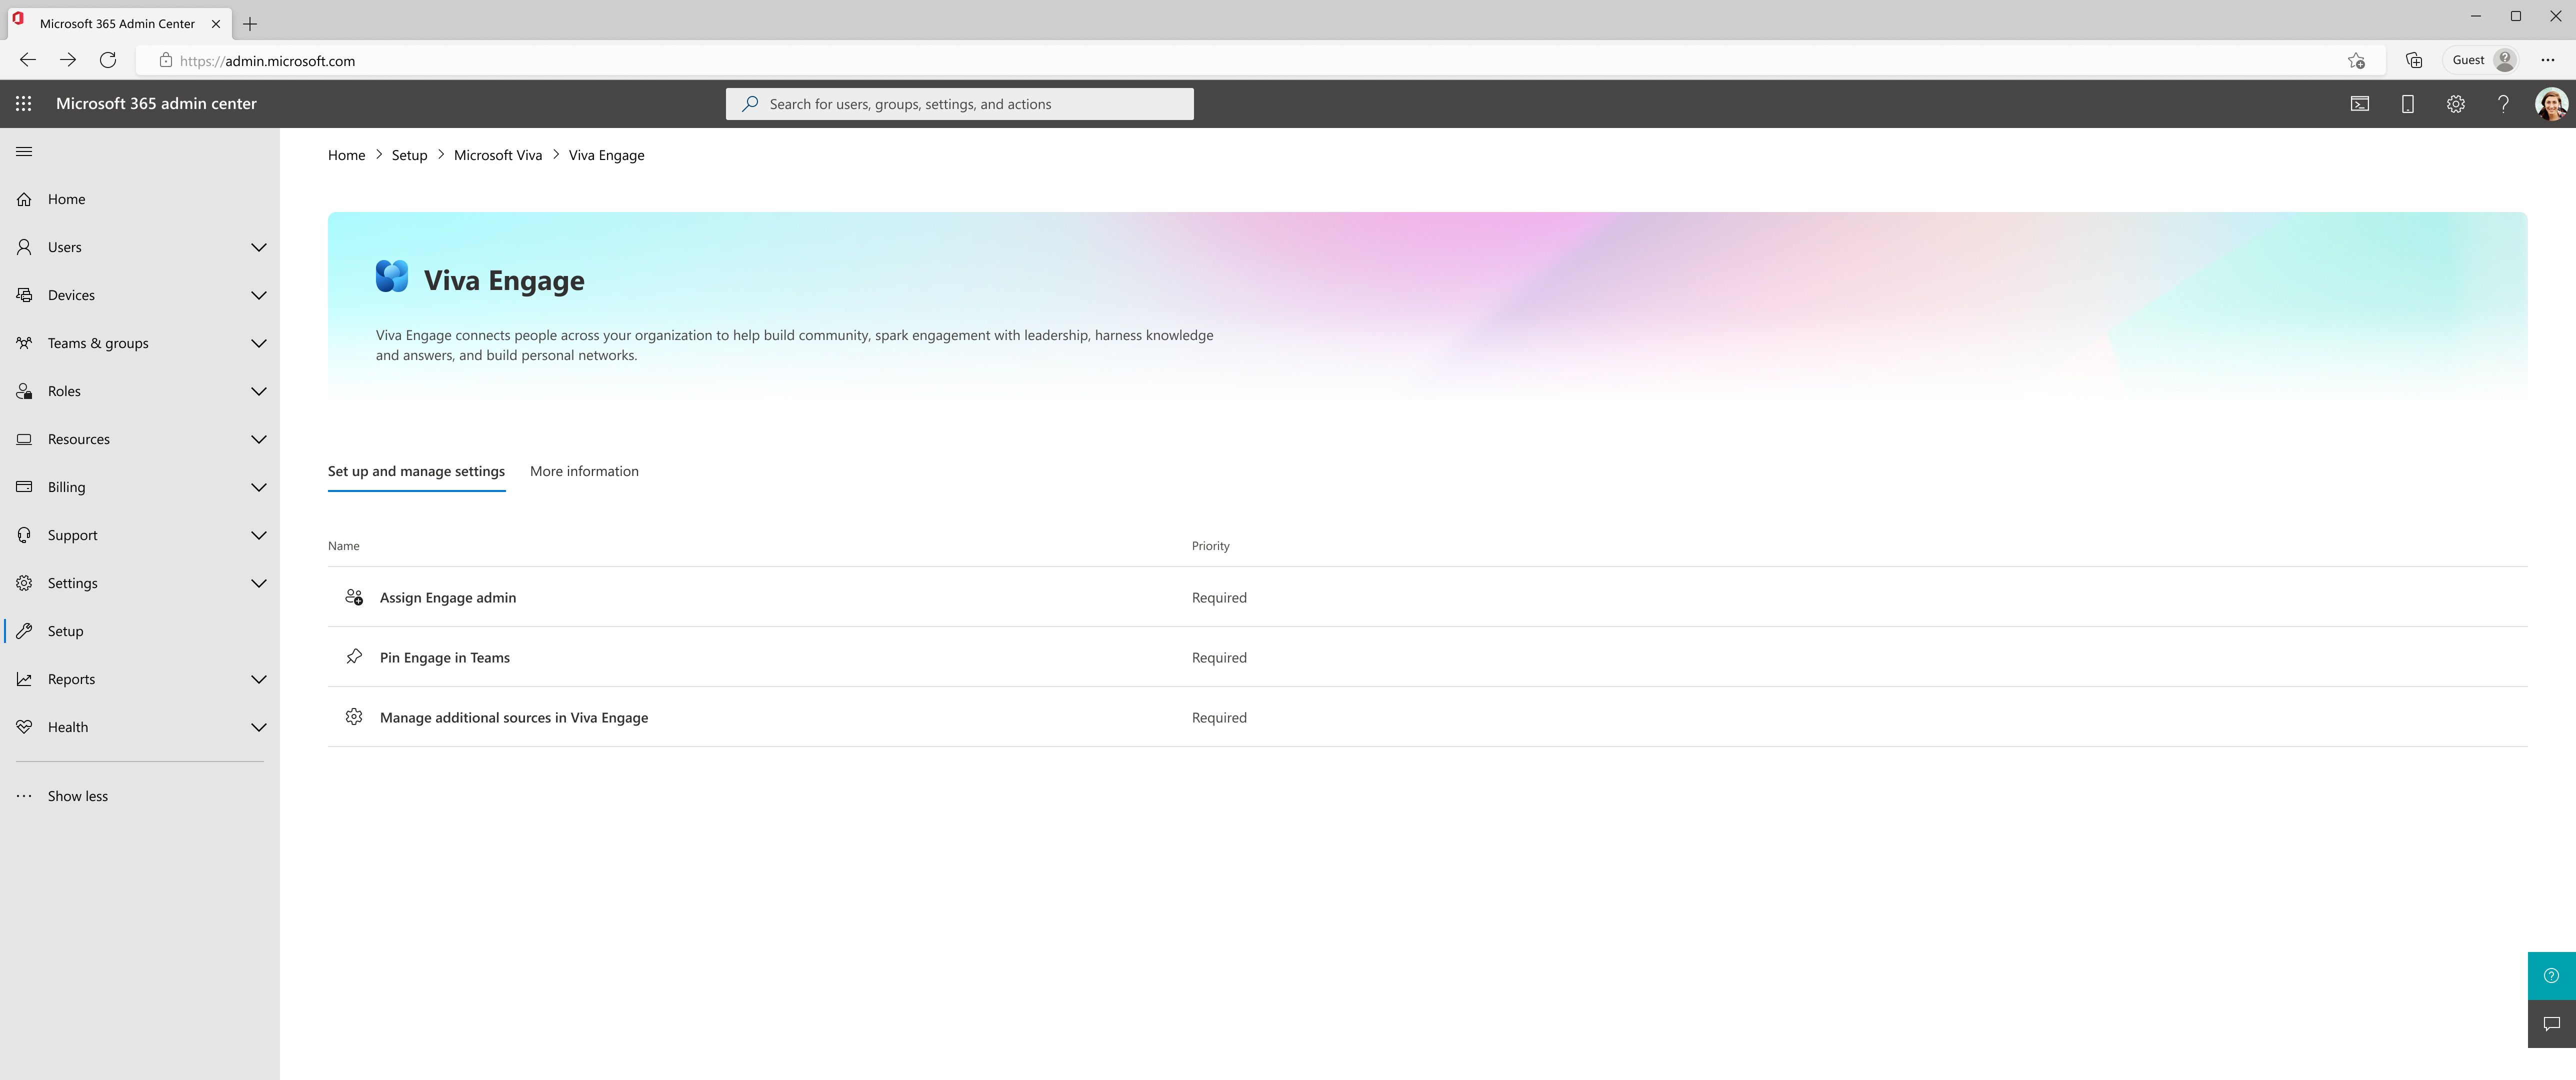 Microsoft 365 Admin Center
https://admin.microsoft.com
Guest
Microsoft 365 admin center
Search for users, groups, settings, and actions
Home
Users
Devices
Teams & groups
Roles
Resources
Billing
Support
Settings
Setup
Reports
Health
Show less
Home > Setup > Microsoft Viva > Viva Engage
Viva Engage
Viva Engage connects people across your organization to help build community, spark engagement with leadership, harness knowledge
and answers, and build personal networks.
Set up and manage settings More information
Name Priority
Assign Engage admin Required
Pin Engage in Teams Required
Manage additional sources in Viva Engage Required